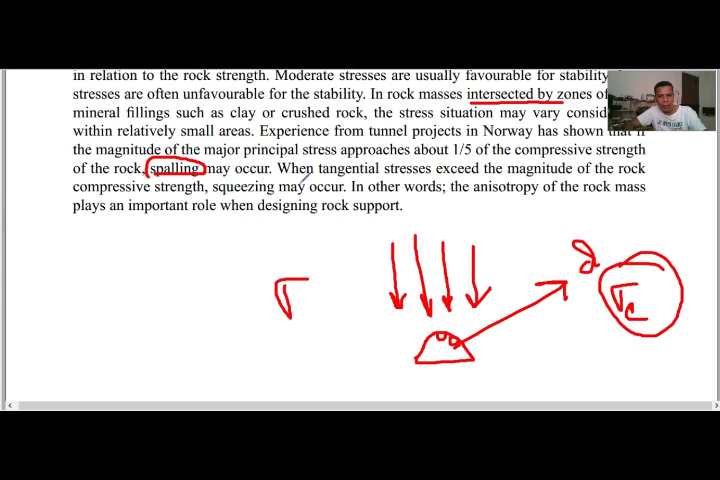 in relation to the rock strength. Moderate stresses are usually favourable for stability.
stresses are often unfavourable for the stability. In rock masses intersected by zones of
mineral fillings such as clay or crushed rock, the stress situation may vary consid
within relatively small areas. Experience from tunnel projects in Norway has shown that if
the magnitude of the major principal stress approaches about 1/5 of the compressive strength
of the rock, spalling may occur. When tangential stresses exceed the magnitude of the rock
compressive strength, squeezing may occur. In other words; the anisotropy of the rock mass
plays an important role when designing rock support.
σ
σc